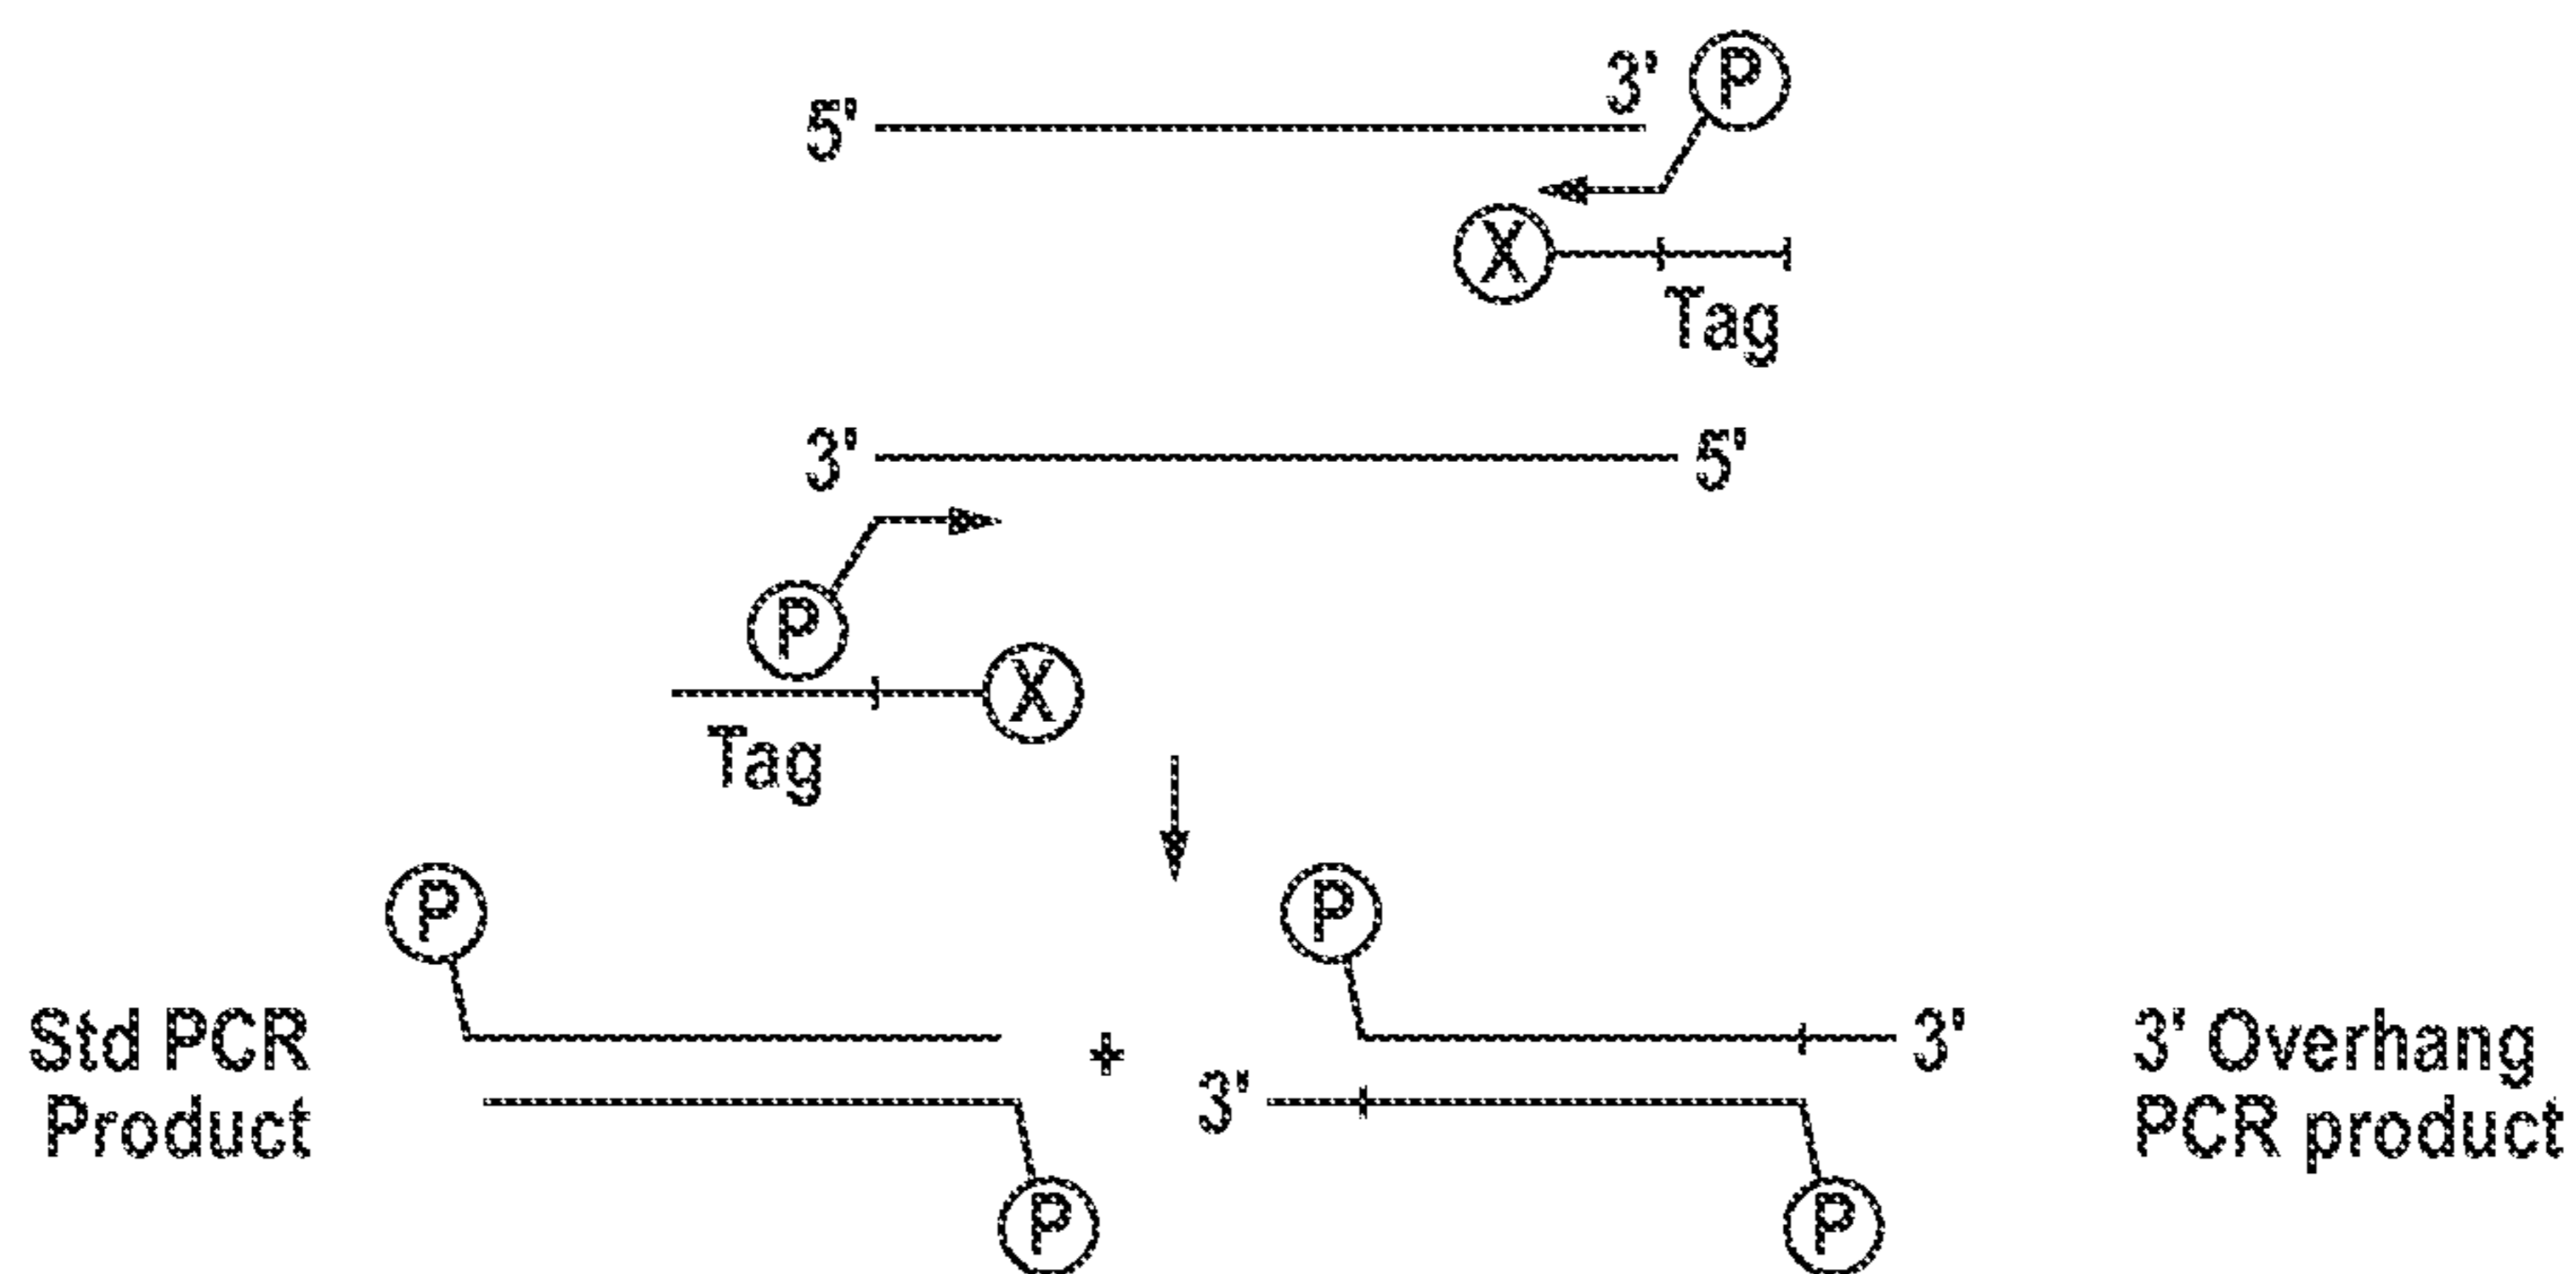 3' P
5'
X
Tag
3' 5'
P
X
Tag
P P
Std PCR + 3' 3' Overhang
Product 3' PCR product
P P